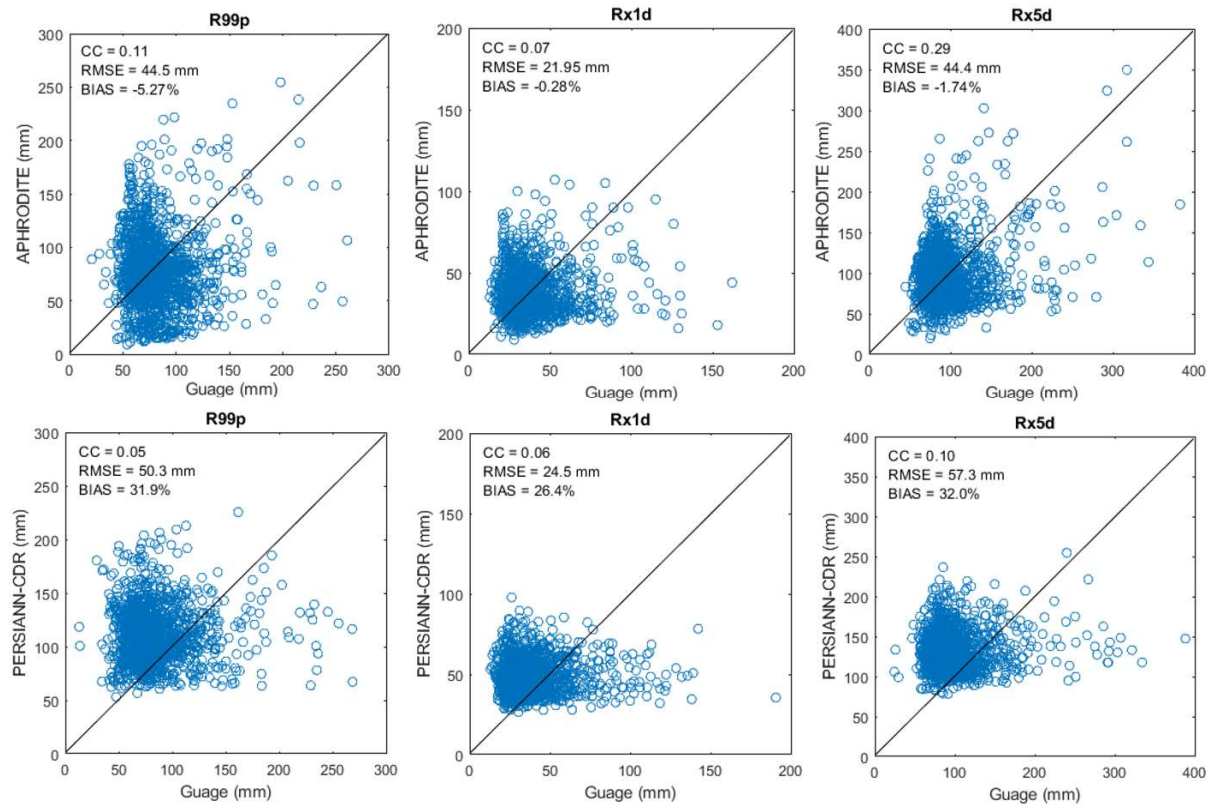 R99p
CC = 0.11
RMSE = 44.5 mm
BIAS = -5.27%
300
250
200
150
100
50
0
APHRODITE (mm)
0 50 100 150 200 250 300
Guage (mm)
Rx1d
CC = 0.07
RMSE = 21.95 mm
BIAS = -0.28%
200
150
100
50
0
APHRODITE (mm)
0 50 100 150 200
Guage (mm)
Rx5d
CC = 0.29
RMSE = 44.4 mm
BIAS = -1.74%
400
350
300
250
200
150
100
50
0
APHRODITE (mm)
0 100 200 300 400
Guage (mm)
R99p
CC = 0.05
RMSE = 50.3 mm
BIAS = 31.9%
300
250
200
150
100
50
0
PERSIANN-CDR (mm)
0 50 100 150 200 250 300
Guage (mm)
Rx1d
CC = 0.06
RMSE = 24.5 mm
BIAS = 26.4%
200
150
100
50
0
PERSIANN-CDR (mm)
0 50 100 150 200
Guage (mm)
Rx5d
CC = 0.10
RMSE = 57.3 mm
BIAS = 32.0%
400
350
300
250
200
150
100
50
0
PERSIANN-CDR (mm)
0 100 200 300 400
Guage (mm)